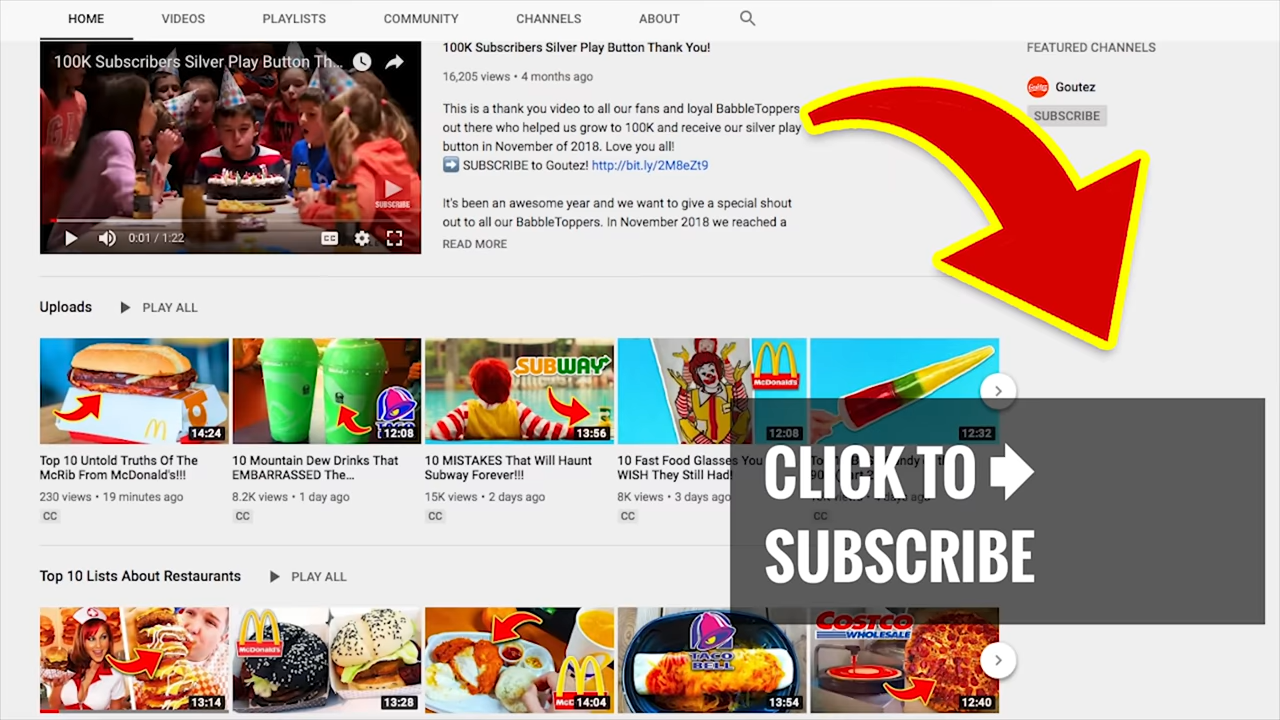 HOME VIDEOS PLAYLISTS COMMUNITY CHANNELS ABOUT
100K Subscribers Silver Play Button Th...
SUBSCRIBE
0:01 / 1:22
CC
100K Subscribers Silver Play Button Thank You!
16,205 views • 4 months ago
This is a thank you video to all our fans and loyal BabbleToppers
out there who helped us grow to 100K and receive our silver play
button in November of 2018. Love you all!
➡ SUBSCRIBE to Goutez! http://bit.ly/2M8eZt9
It's been an awesome year and we want to give a special shout
out to all our BabbleToppers. In November 2018 we reached a
READ MORE
FEATURED CHANNELS
Goutez
Goutez
SUBSCRIBE
Uploads PLAY ALL
14:24
Top 10 Untold Truths Of The
McRib From McDonald's!!!
230 views • 19 minutes ago
CC
TACO
12:08
10 Mountain Dew Drinks That
EMBARRASSED The...
8.2K views • 1 day ago
CC
SUBWAY
13:56
10 MISTAKES That Will Haunt
Subway Forever!!!
15K views • 2 days ago
CC
McDonald's
12:08
10 Fast Food Glasses You
WISH They Still Had!
8K views • 3 days ago
CC
12:32
CC
CLICK TO
SUBSCRIBE
Top 10 Lists About Restaurants PLAY ALL
13:14
McDonald's
13:28
14:04
TACO
BELL
13:54
COSTCO
WHOLESALE
12:40